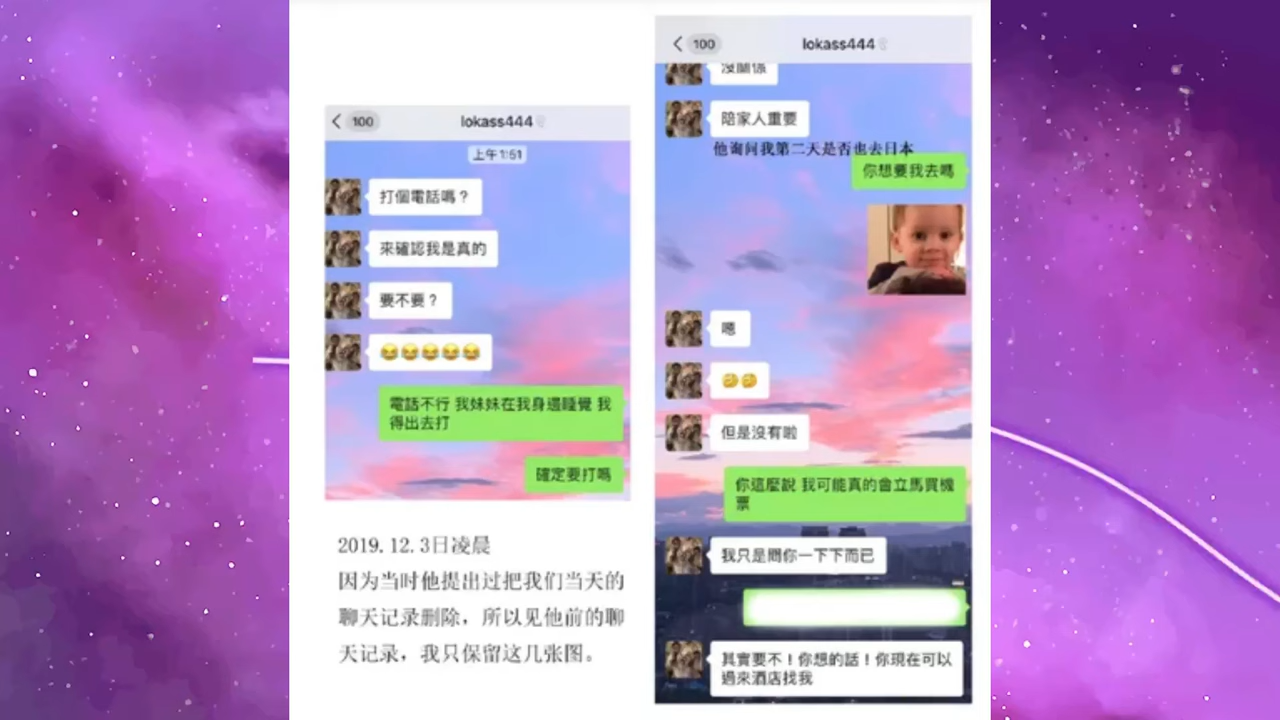 100
lokass444
上午1:51
打個電話嗎？
來確認我是真的
要不要？
電話不行 我妹妹在我身邊睡覺 我
得出去打
確定要打嗎
2019.12.3日凌晨
因为当时他提出过把我们当天的
聊天记录删除，所以见他前的聊
天记录，我只保留这几张图。
100
lokass444
沒關係
陪家人重要
他询问我第二天是否也去日本
你想要我去嗎
嗯
但是沒有啦
你這麼說 我可能真的會立馬買機
票
我只是問你一下下而已
其實要不！你想的話！你現在可以
過來酒店找我